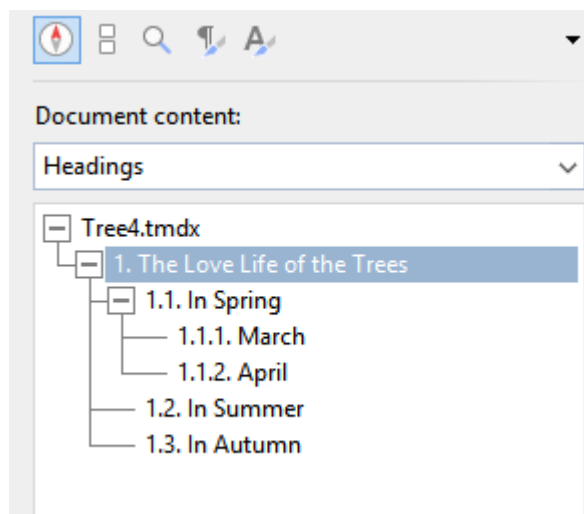 Document content:
Headings
Tree4.tmdx
1. The Love Life of the Trees
1.1. In Spring
1.1.1. March
1.1.2. April
1.2. In Summer
1.3. In Autumn